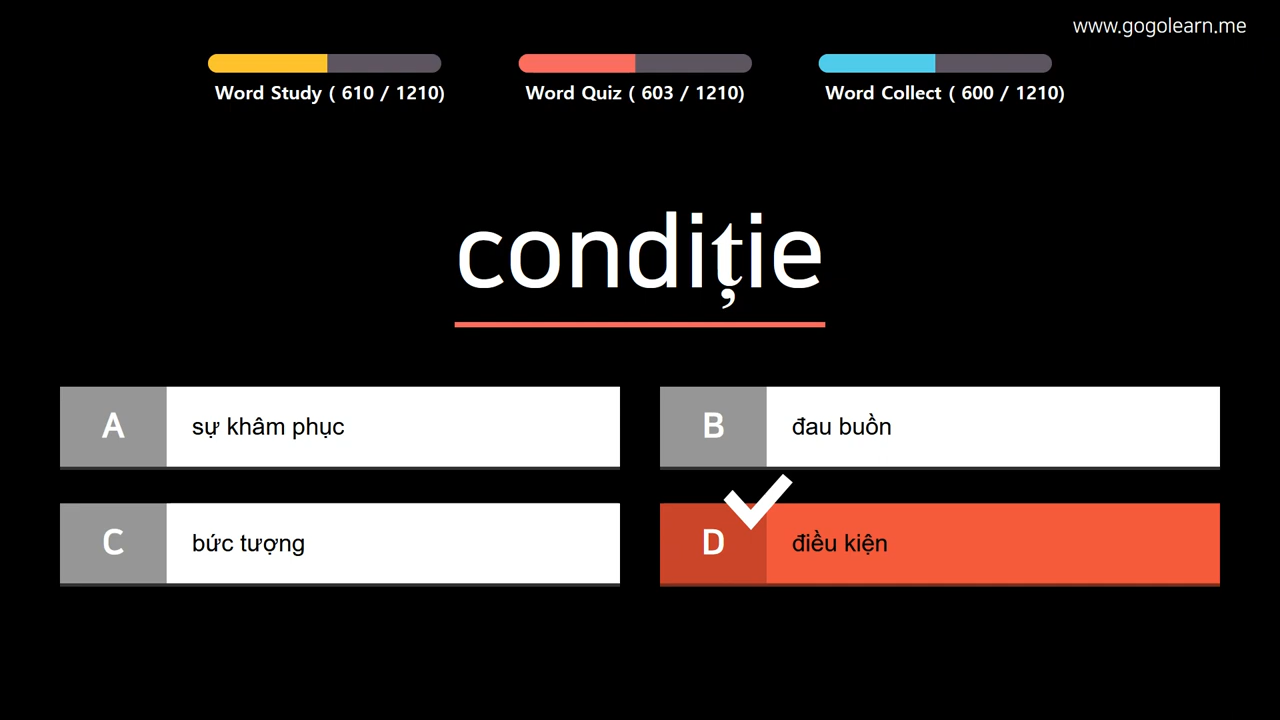 www.gogolearn.me
Word Study ( 610 / 1210)
Word Quiz ( 603 / 1210)
Word Collect ( 600 / 1210)
condiție
A
sự khâm phục
B
đau buồn
C
bức tượng
D
điều kiện